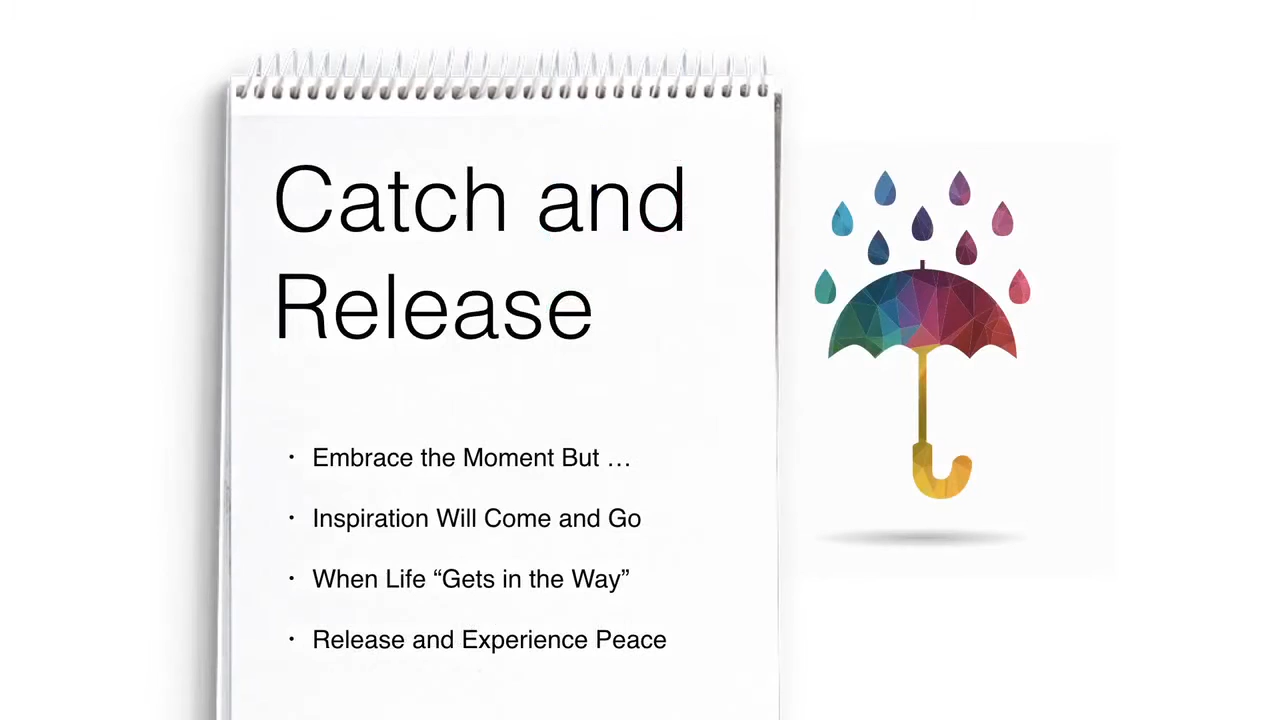 Catch and
Release
· Embrace the Moment But …
· Inspiration Will Come and Go
· When Life “Gets in the Way”
· Release and Experience Peace